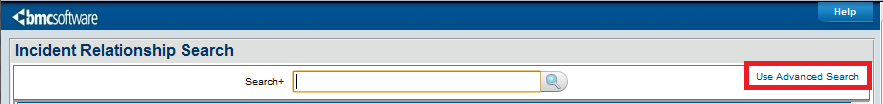 bmcsoftware
Help
Incident Relationship Search
Search+
Use Advanced Search